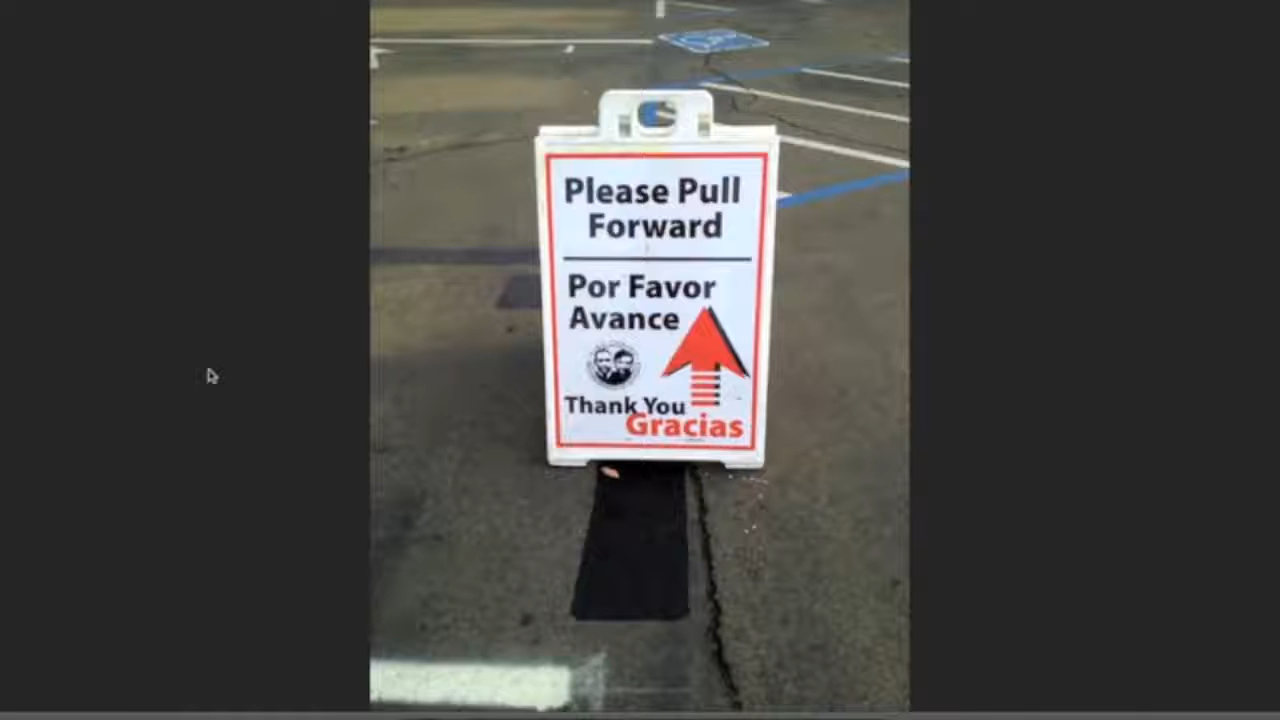 Please Pull
Forward
Por Favor
Avance
Thank You
Gracias